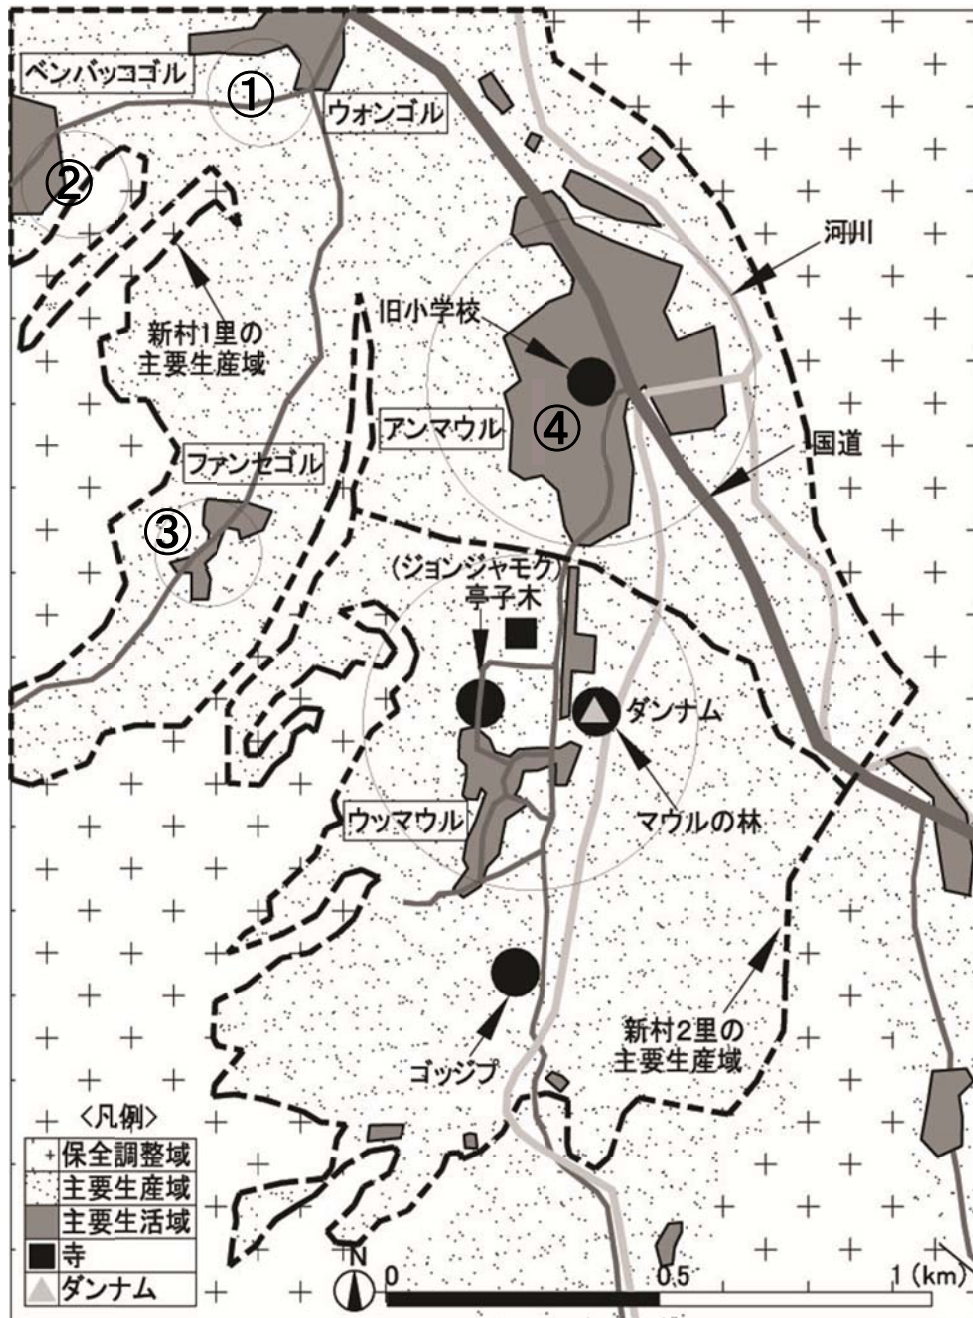 ベンバッコゴル
①
ウォンゴル
②
河川
旧小学校
新村1里の
主要生産域
アンマウル
④
国道
ファンセゴル
③
(ジョンジャモク)
亭子木
ダンナム
ウッマウル
マウルの林
新村2里の
主要生産域
ゴッジプ
<凡例>
保全調整域
主要生産域
主要生活域
寺
ダンナム
N
0 0.5 1 (km)